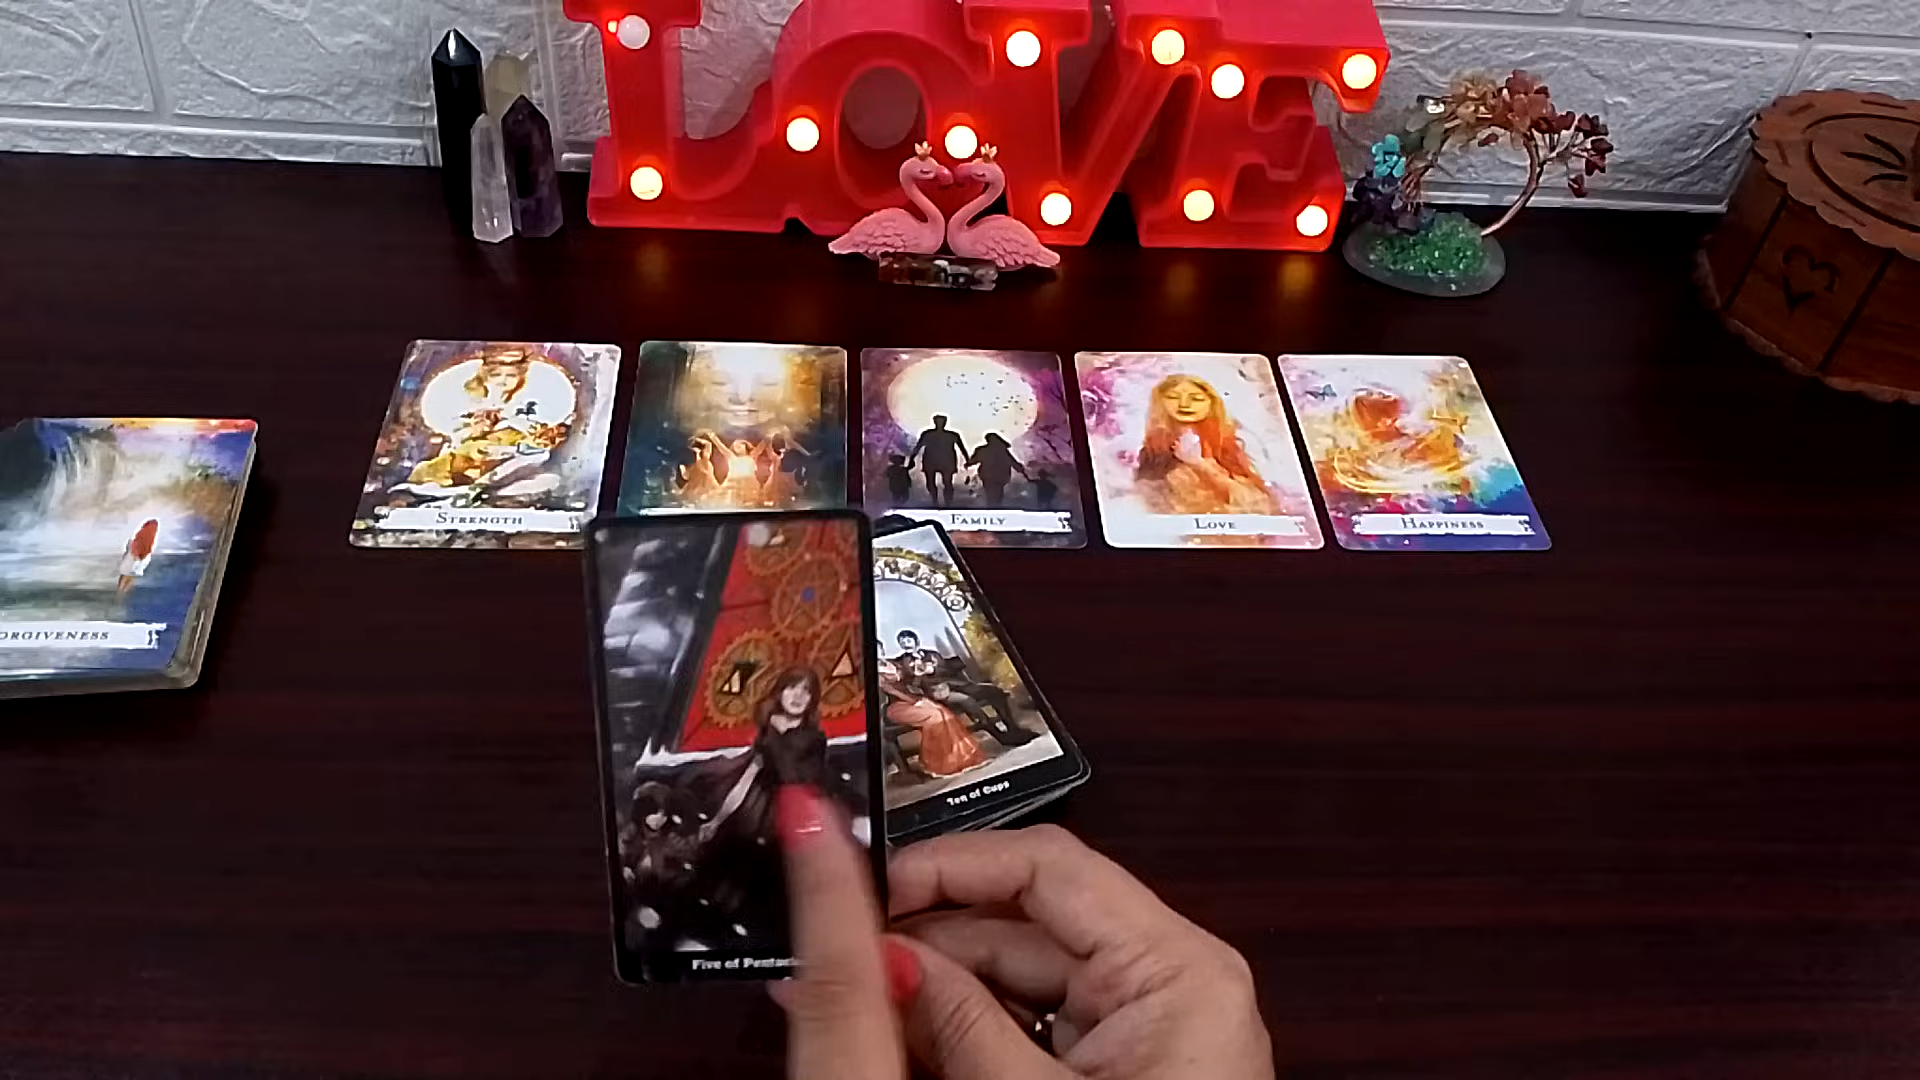 LOVE
STRENGTH
FAMILY
LOVE
HAPPINESS
ORGIVENESS
Ten of Cups
Five of Pentac